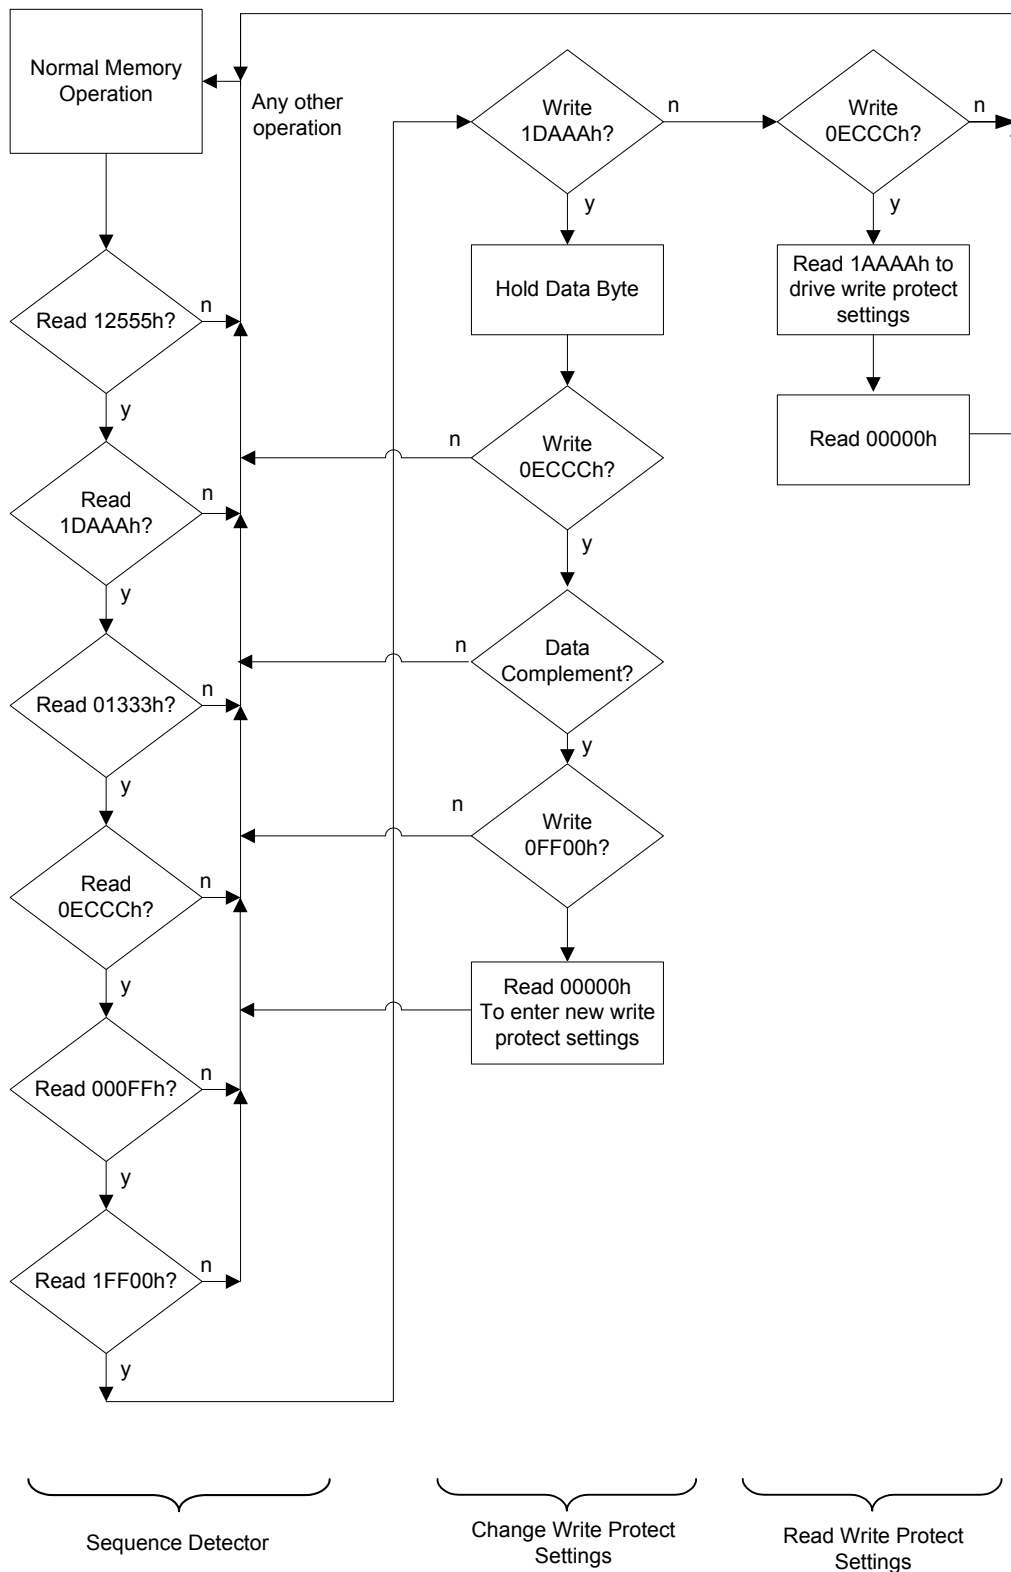 Normal Memory
Operation
Any other
operation
Read 12555h?
n
y
Read
1DAAAh?
n
y
Read 01333h?
n
y
Read
0ECCCh?
n
y
Read 000FFh?
n
y
Read 1FF00h?
n
y
Write
1DAAAh?
n
y
Hold Data Byte
Write
0ECCCh?
n
y
Data
Complement?
n
y
Write
0FF00h?
n
Read 00000h
To enter new write
protect settings
Write
0ECCCh?
n
y
Read 1AAAAh to
drive write protect
settings
Read 00000h
Sequence Detector
Change Write Protect
Settings
Read Write Protect
Settings